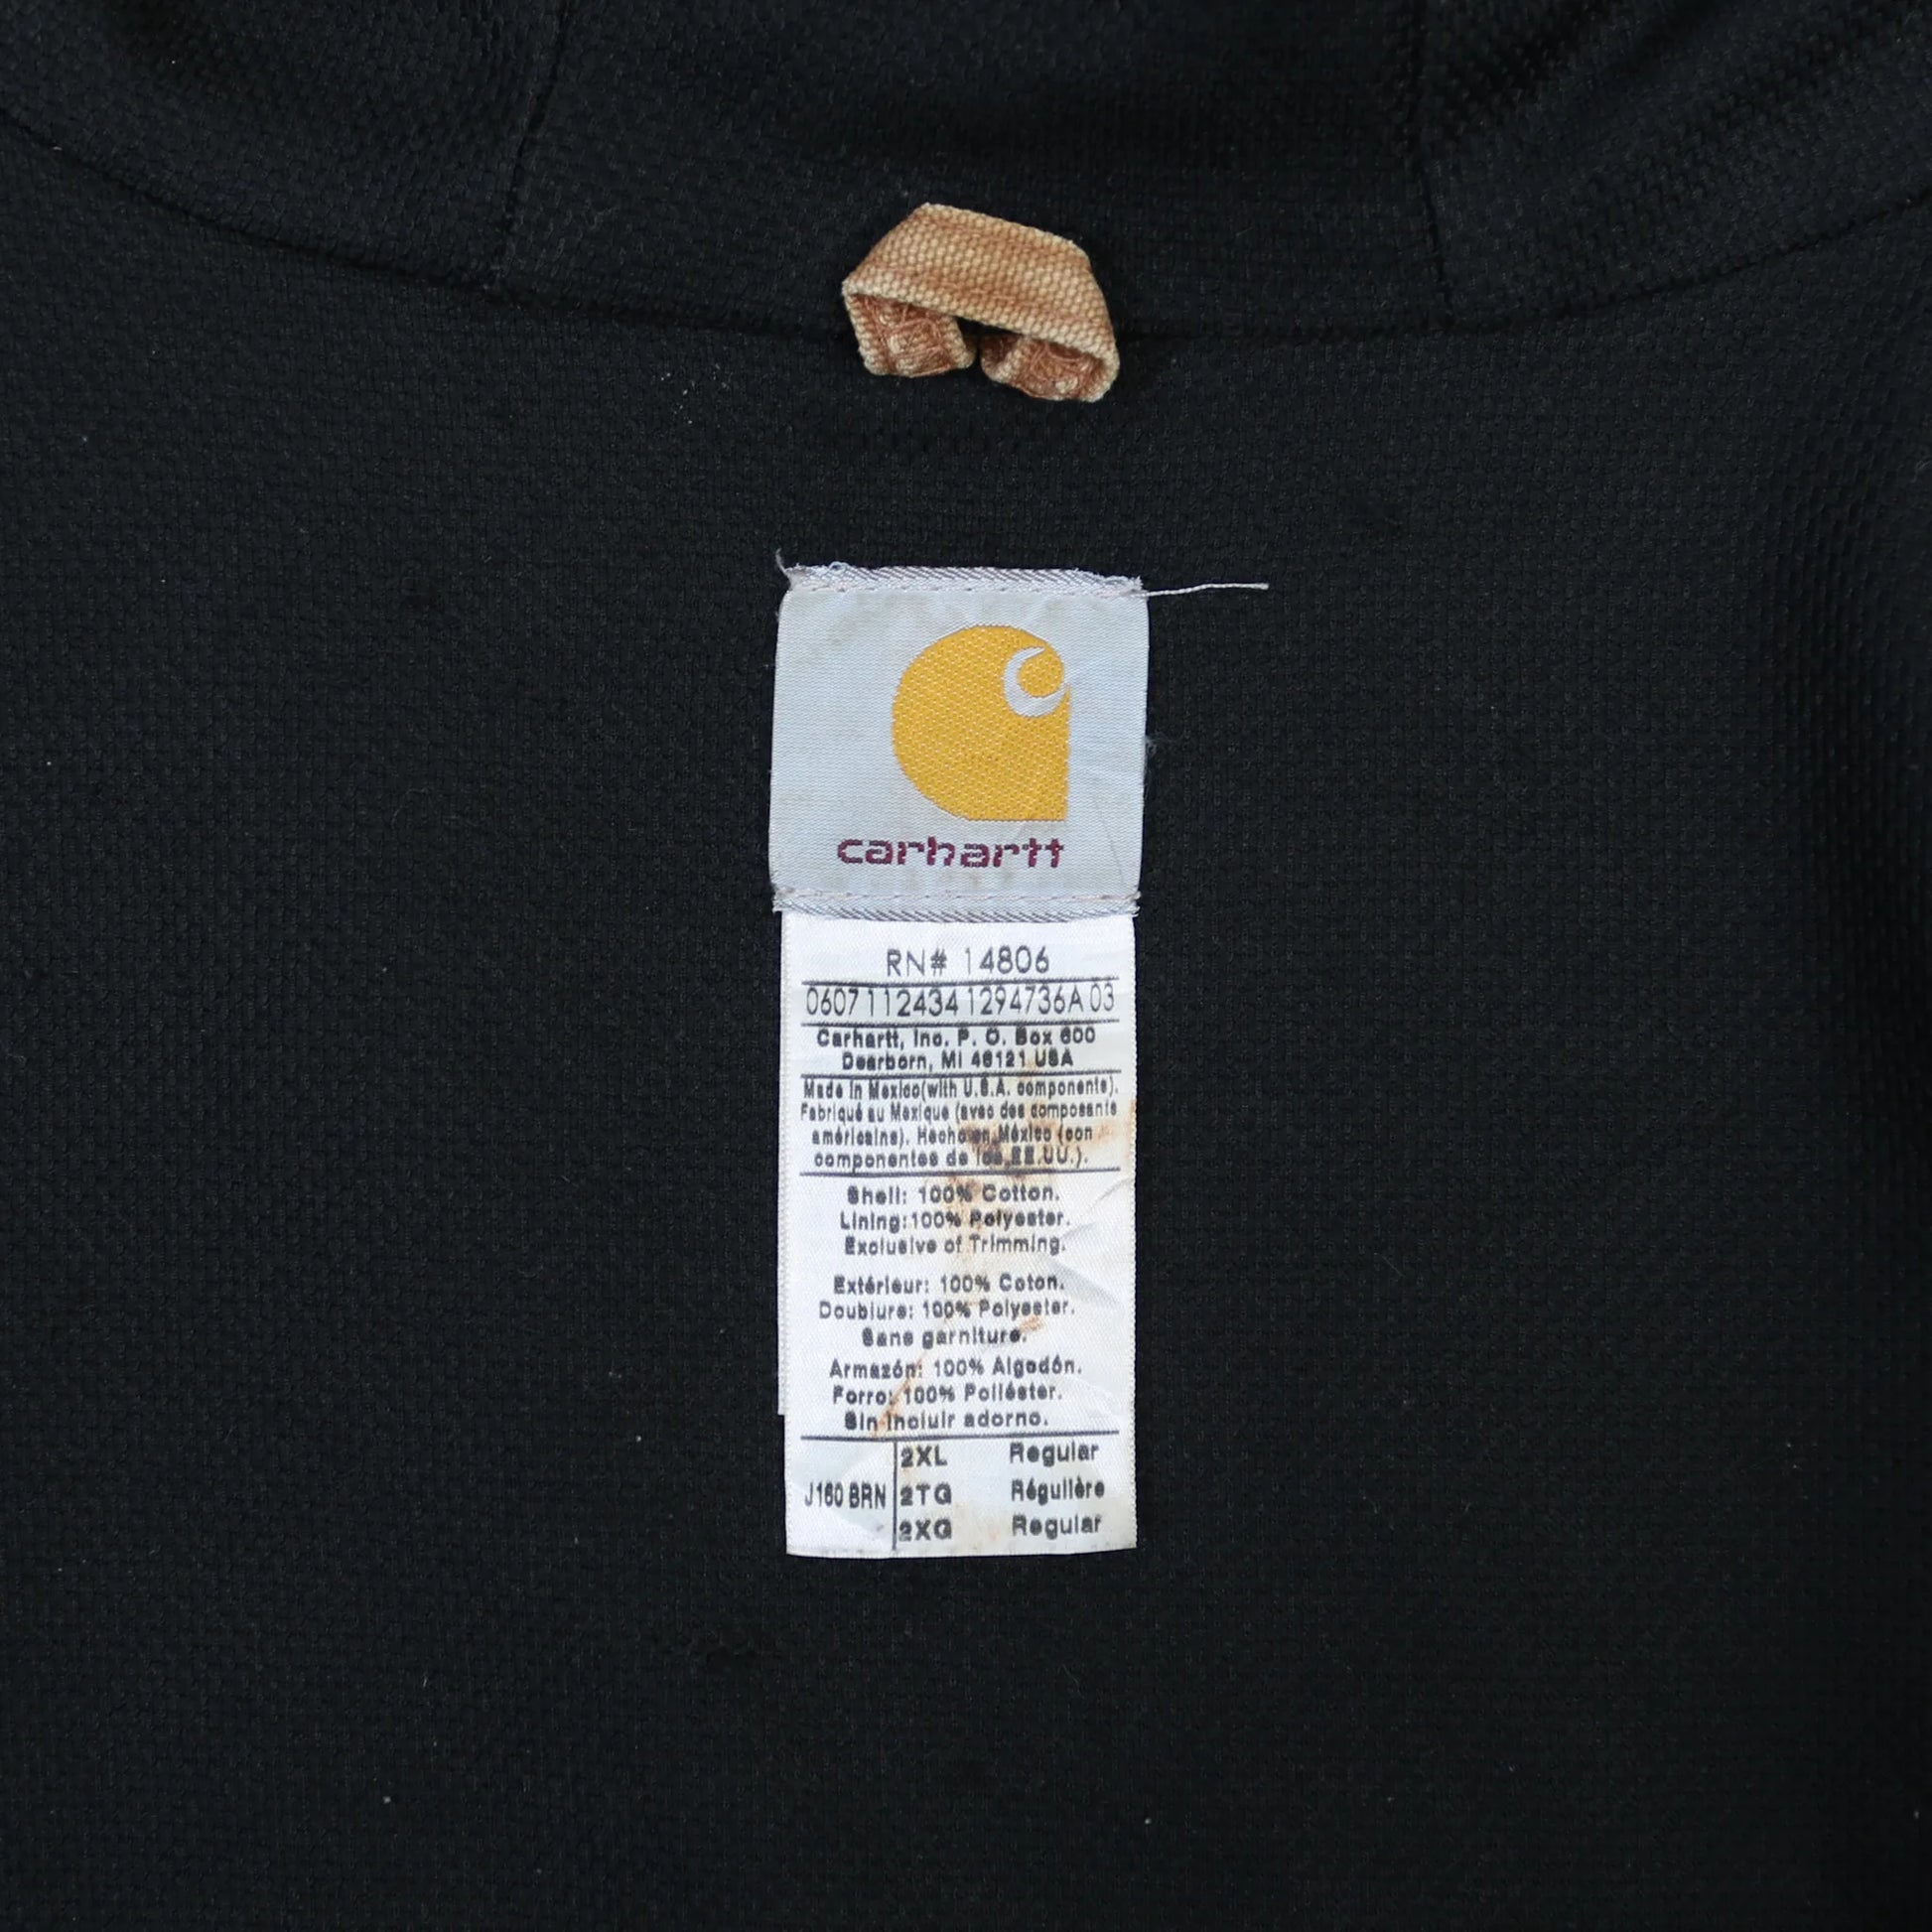 carhartt
RN# 14806
0607112434 1294736A 03
Carhartt, Inc. P. O. Box 600
Dearborn, MI 48121 USA
Made in Mexico(with U.S.A. components).
Fabriqué au Mexique (avec des composants
américains). Hecho en México (con
componentes de los EE.UU.).
Shell: 100% Cotton.
Lining:100% Polyester.
Exclusive of Trimming.
Extérieur: 100% Coton.
Doublure: 100% Polyester.
Sans garniture.
Armazón: 100% Algodón.
Forro: 100% Poliéster.
Sin incluir adorno.
2XL Regular
J160 BRN 2TG Régulière
2XG Regular